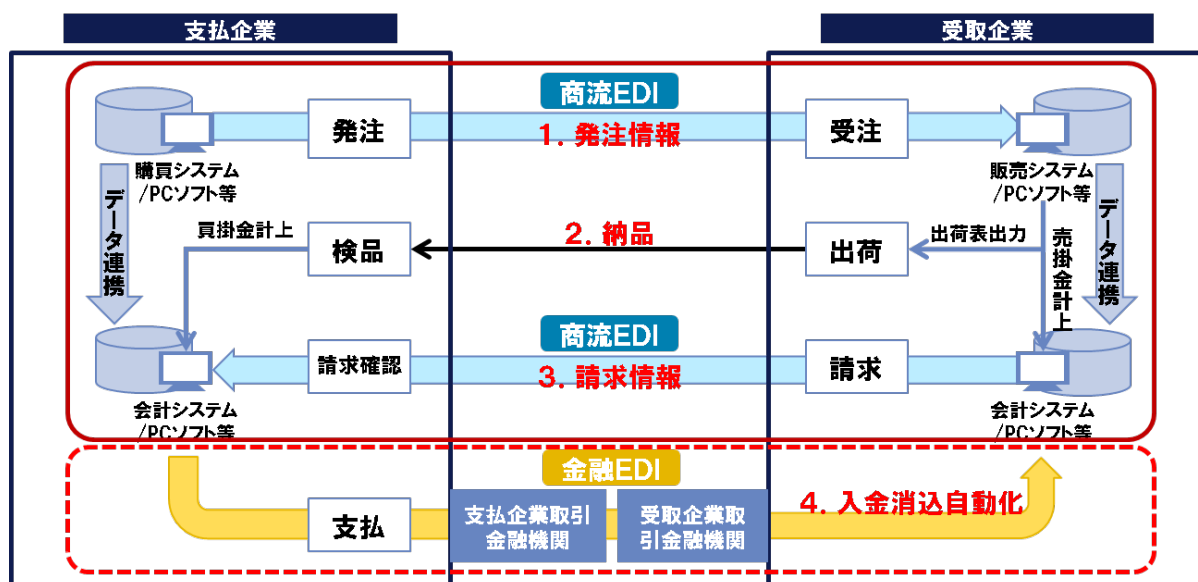 支払企業
受取企業
商流EDI
発注
1. 発注情報
受注
購買システム
/PCソフト等
販売システム
/PCソフト等
データ連携
買掛金計上
検品
2. 納品
出荷
出荷表出力
売掛金計上
データ連携
商流EDI
請求確認
3. 請求情報
請求
会計システム
/PCソフト等
会計システム
/PCソフト等
金融EDI
支払
支払企業取引
金融機関
受取企業取
引金融機関
4. 入金消込自動化